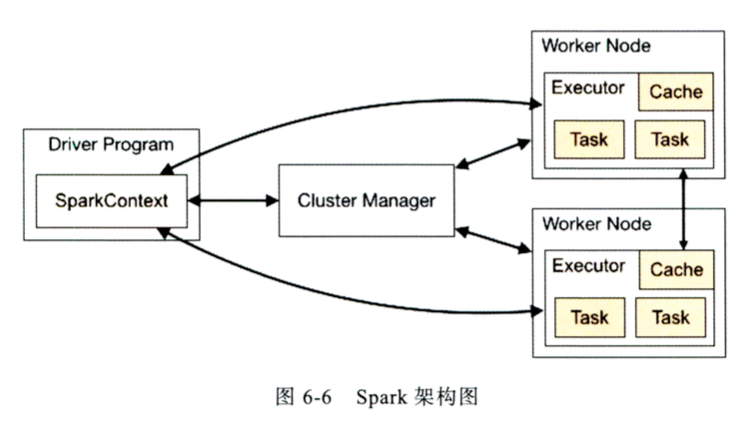 Driver Program
SparkContext
Cluster Manager
Worker Node
Executor
Cache
Task
Task
Worker Node
Executor
Cache
Task
Task
图 6-6 Spark 架构图